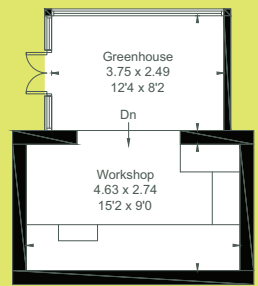 Greenhouse
3.75 x 2.49
12'4 x 8'2
Dn
Workshop
4.63 x 2.74
15'2 x 9'0